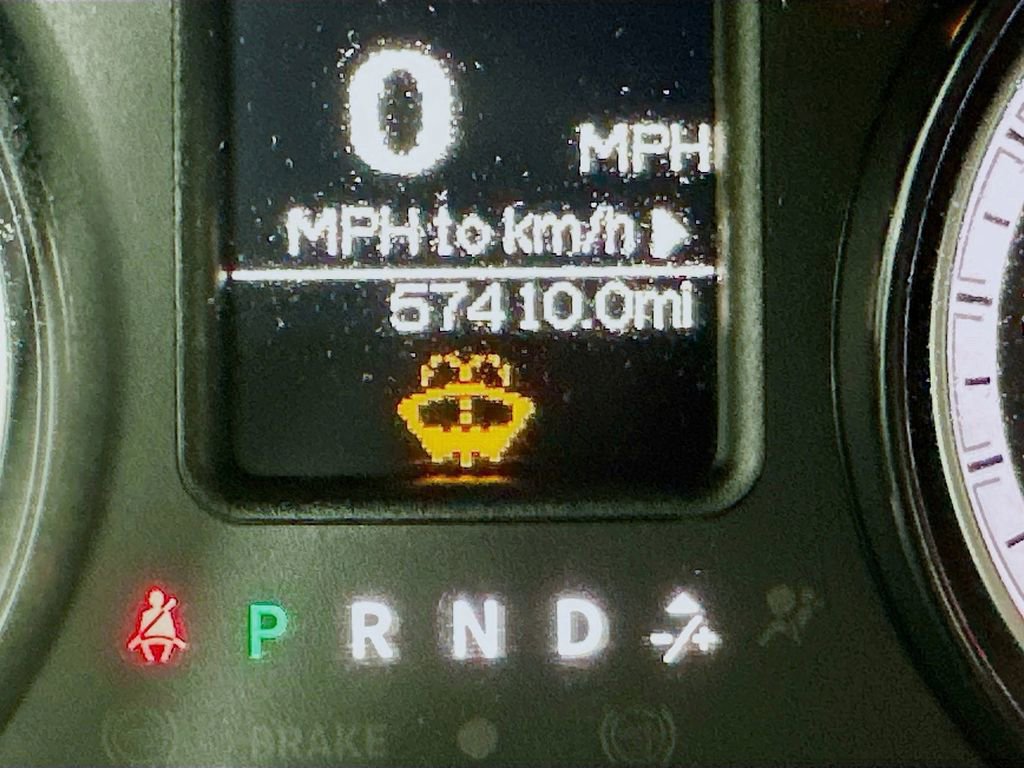 0
MPH
MPH to km/h
57410.0mi
P R N D -/+
BRAKE